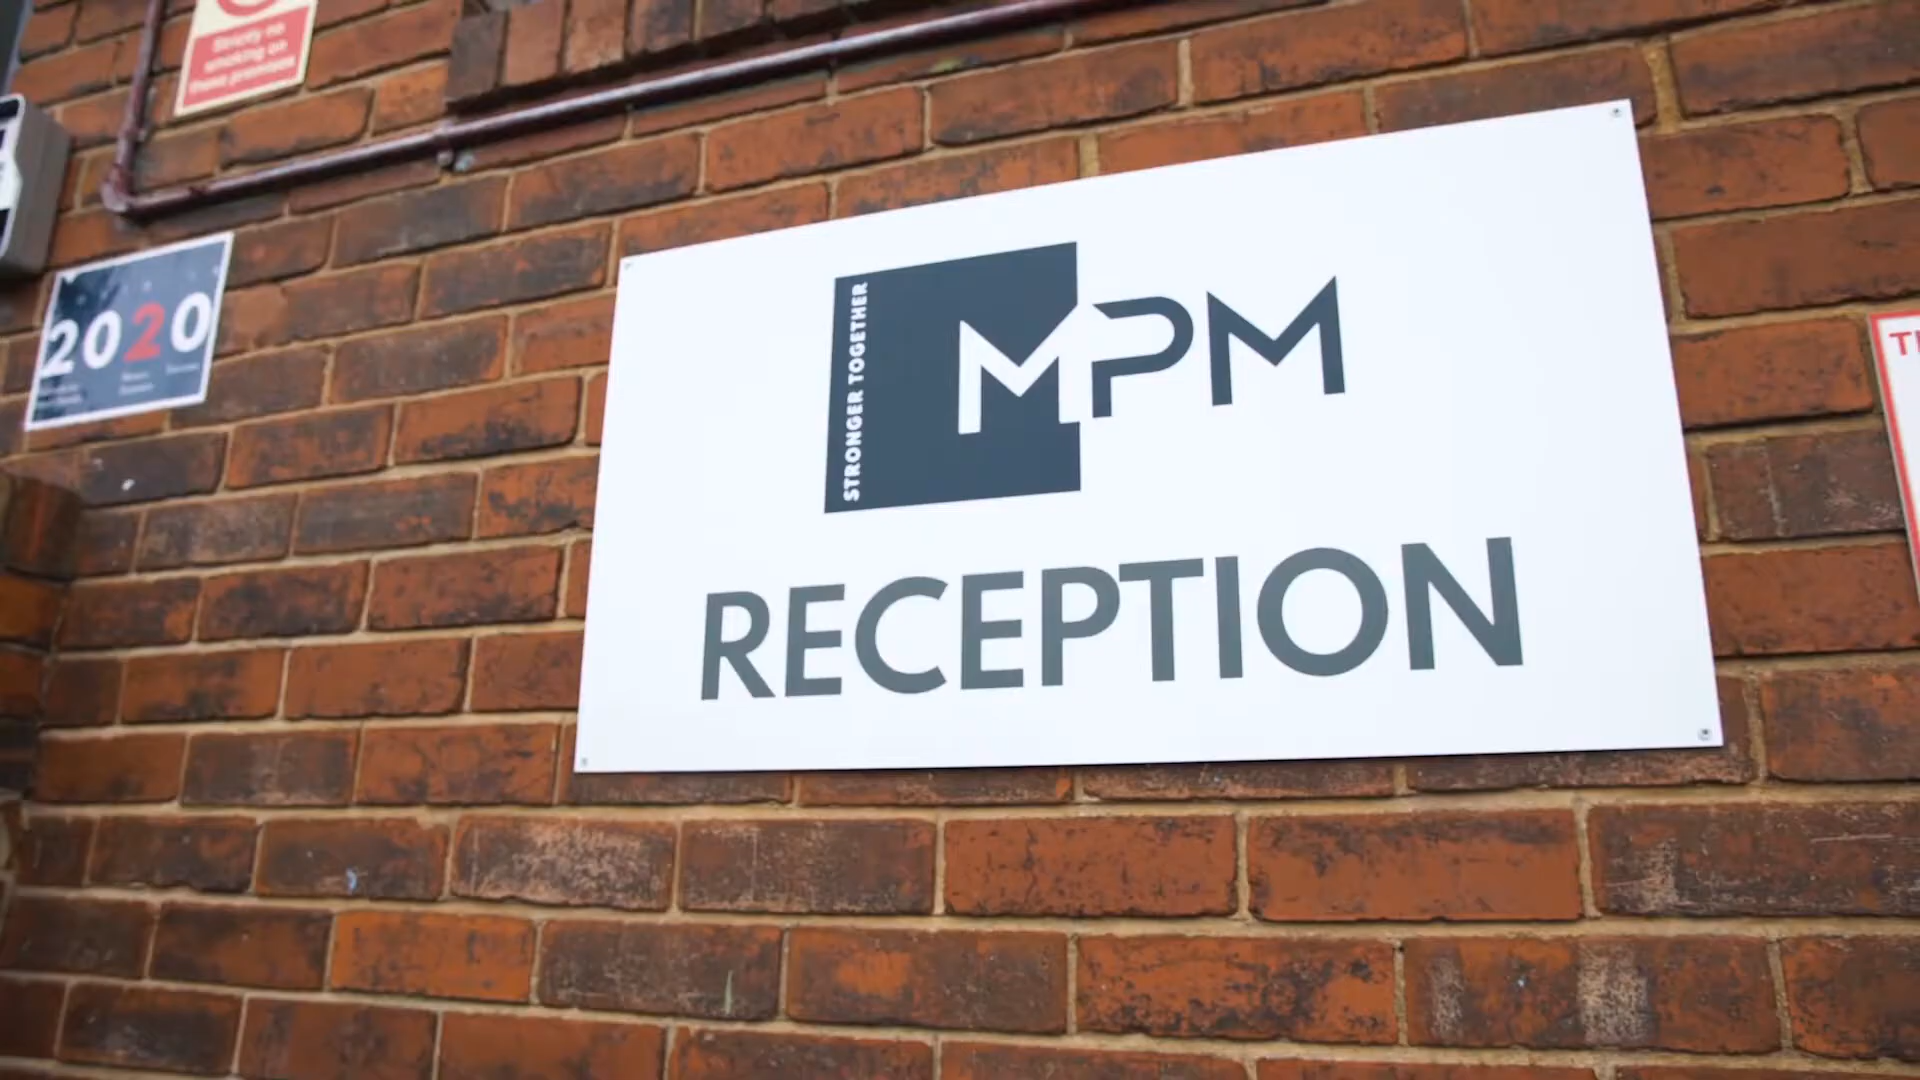 Strictly no
smoking on
these premises
2020
STRONGER TOGETHER
MPM
RECEPTION